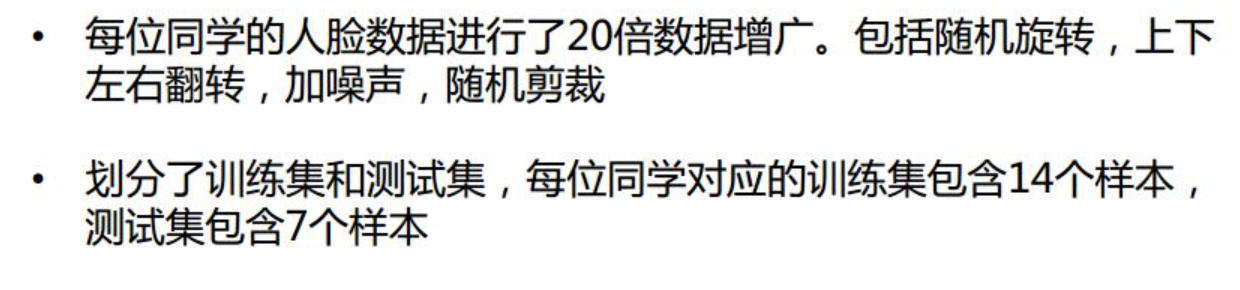 • 每位同学的人脸数据进行了20倍数据增广。包括随机旋转，上下
左右翻转，加噪声，随机剪裁
• 划分了训练集和测试集，每位同学对应的训练集包含14个样本，
测试集包含7个样本